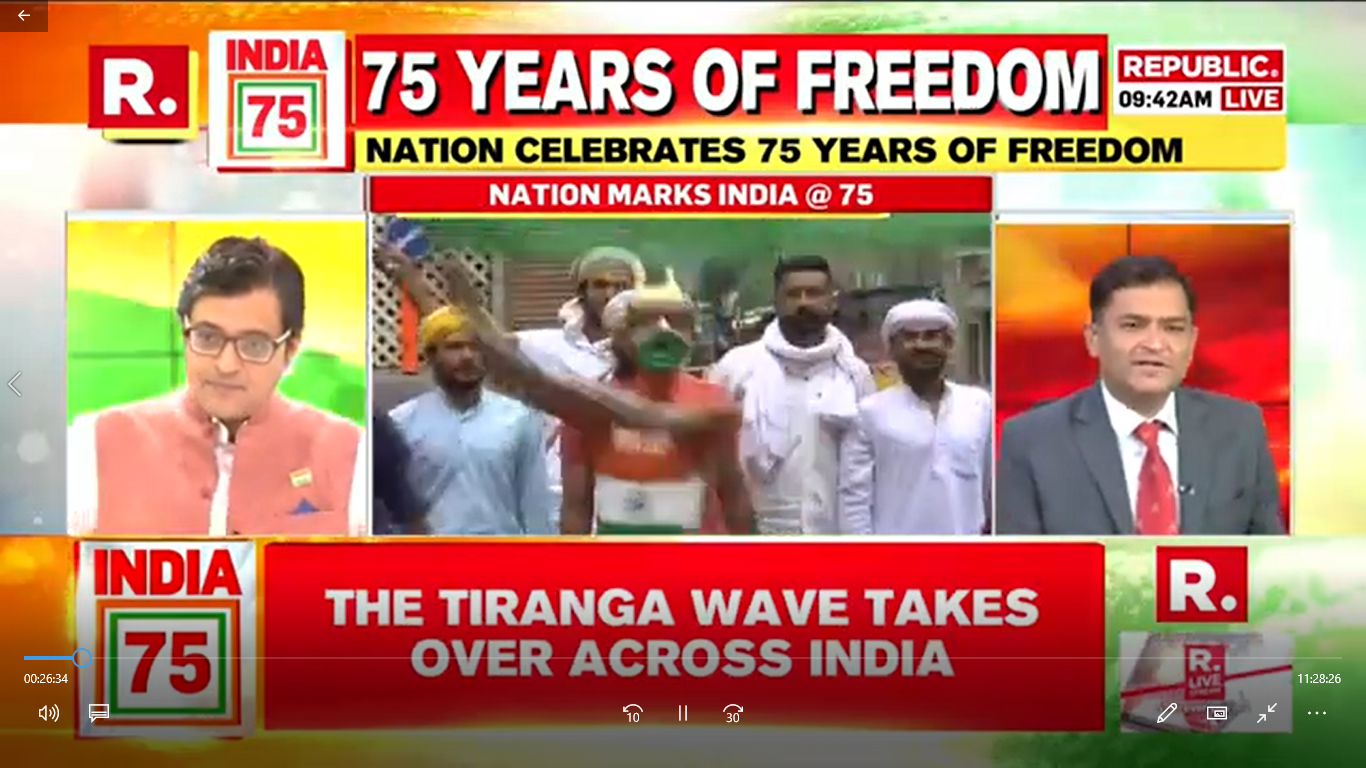 R.
INDIA
75
75 YEARS OF FREEDOM
NATION CELEBRATES 75 YEARS OF FREEDOM
REPUBLIC.
09:42AM LIVE
NATION MARKS INDIA @ 75
INDIA
75
THE TIRANGA WAVE TAKES
OVER ACROSS INDIA
R.
R.
LIVE
00:26:34
11:28:26
10
30